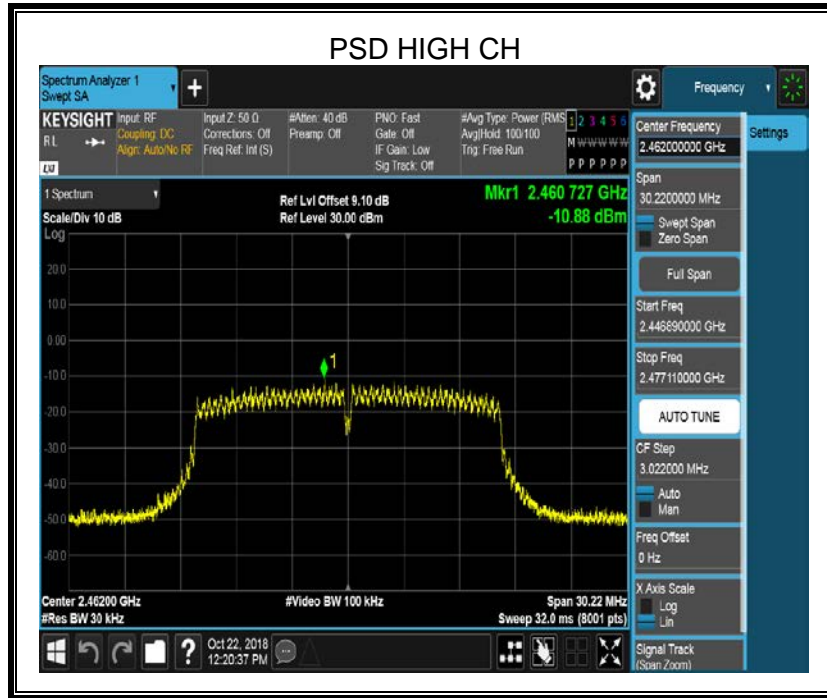 PSD HIGH CH
Spectrum Analyzer 1
Swept SA
+
Frequency
KEYSIGHT
RL
LXI
Input: RF
Coupling: DC
Align: Auto/No RF
Input Z: 50 Ω
Corrections: Off
Freq Ref: Int (S)
#Atten: 40 dB
Preamp: Off
PNO: Fast
Gate: Off
IF Gain: Low
Sig Track: Off
#Avg Type: Power (RMS
Avg|Hold: 100/100
Trig: Free Run
1 2 3 4 5 6
M W W W W W
P P P P P P
Center Frequency
2.462000000 GHz
Settings
Span
30.2200000 MHz
Swept Span
Zero Span
Full Span
Start Freq
2.446890000 GHz
Stop Freq
2.477110000 GHz
AUTO TUNE
CF Step
3.022000 MHz
Auto
Man
Freq Offset
0 Hz
X Axis Scale
Log
Lin
Signal Track
(Span Zoom)
1 Spectrum
Scale/Div 10 dB
Ref Lvl Offset 9.10 dB
Ref Level 30.00 dBm
Mkr1 2.460 727 GHz
-10.88 dBm
Log
20.0
10.0
0.00
-10.0
-20.0
-30.0
-40.0
-50.0
-60.0
1
Center 2.46200 GHz
#Res BW 30 kHz
#Video BW 100 kHz
Span 30.22 MHz
Sweep 32.0 ms (8001 pts)
?
Oct 22, 2018
12:20:37 PM